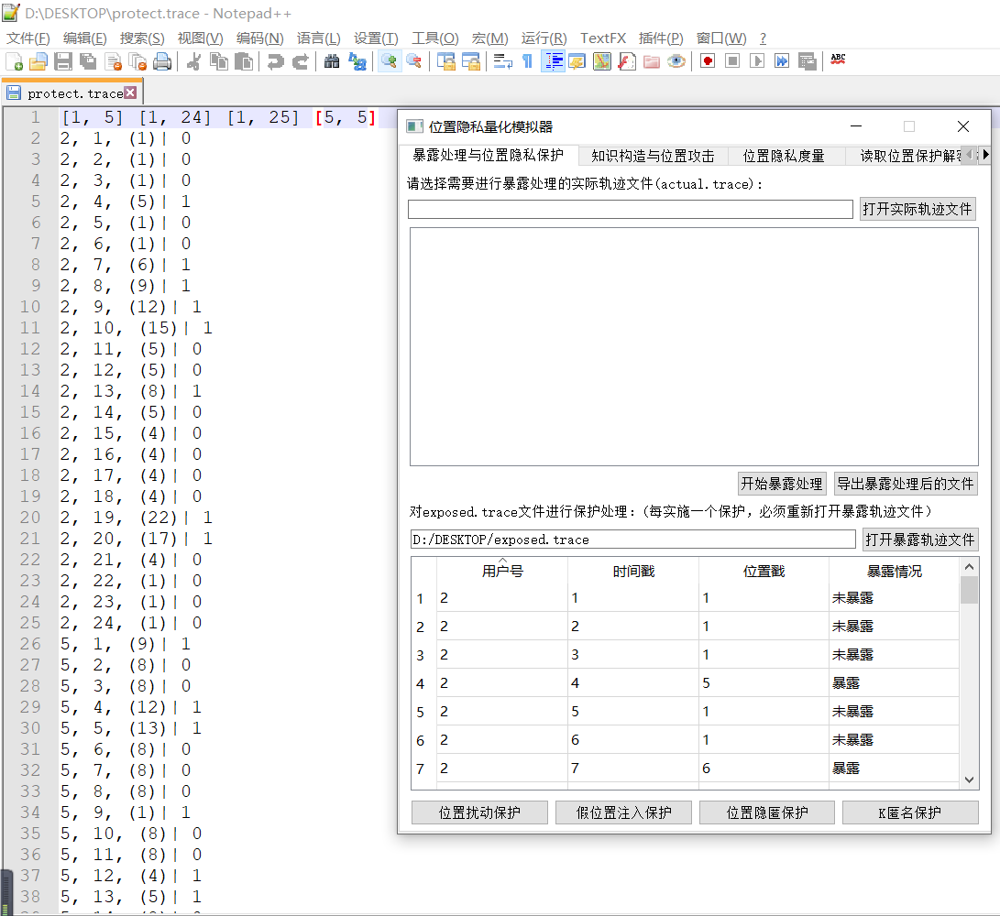 D:\DESKTOP\protect.trace - Notepad++
文件(F) 编辑(E) 搜索(S) 视图(V) 编码(N) 语言(L) 设置(T) 工具(O) 宏(M) 运行(R) TextFX 插件(P) 窗口(W) ?
ABC
protect.trace
1 [1, 5] [1, 24] [1, 25] [5, 5]
2 2, 1, (1)| 0
3 2, 2, (1)| 0
4 2, 3, (1)| 0
5 2, 4, (5)| 1
6 2, 5, (1)| 0
7 2, 6, (1)| 0
8 2, 7, (6)| 1
9 2, 8, (9)| 1
10 2, 9, (12)| 1
11 2, 10, (15)| 1
12 2, 11, (5)| 0
13 2, 12, (5)| 0
14 2, 13, (8)| 1
15 2, 14, (5)| 0
16 2, 15, (4)| 0
17 2, 16, (4)| 0
18 2, 17, (4)| 0
19 2, 18, (4)| 0
20 2, 19, (22)| 1
21 2, 20, (17)| 1
22 2, 21, (4)| 0
23 2, 22, (1)| 0
24 2, 23, (1)| 0
25 2, 24, (1)| 0
26 5, 1, (9)| 1
27 5, 2, (8)| 0
28 5, 3, (8)| 0
29 5, 4, (12)| 1
30 5, 5, (13)| 1
31 5, 6, (8)| 0
32 5, 7, (8)| 0
33 5, 8, (8)| 0
34 5, 9, (1)| 1
35 5, 10, (8)| 0
36 5, 11, (8)| 0
37 5, 12, (4)| 1
38 5, 13, (5)| 1
位置隐私量化模拟器
暴露处理与位置隐私保护 知识构造与位置攻击 位置隐私度量 读取位置保护解
请选择需要进行暴露处理的实际轨迹文件(actual.trace):
打开实际轨迹文件
开始暴露处理 导出暴露处理后的文件
对exposed.trace文件进行保护处理:(每实施一个保护，必须重新打开暴露轨迹文件)
D:/DESKTOP/exposed.trace 打开暴露轨迹文件
用户号 时间戳 位置戳 暴露情况
1 2 1 1 未暴露
2 2 2 1 未暴露
3 2 3 1 未暴露
4 2 4 5 暴露
5 2 5 1 未暴露
6 2 6 1 未暴露
7 2 7 6 暴露
位置扰动保护 假位置注入保护 位置隐匿保护 K匿名保护